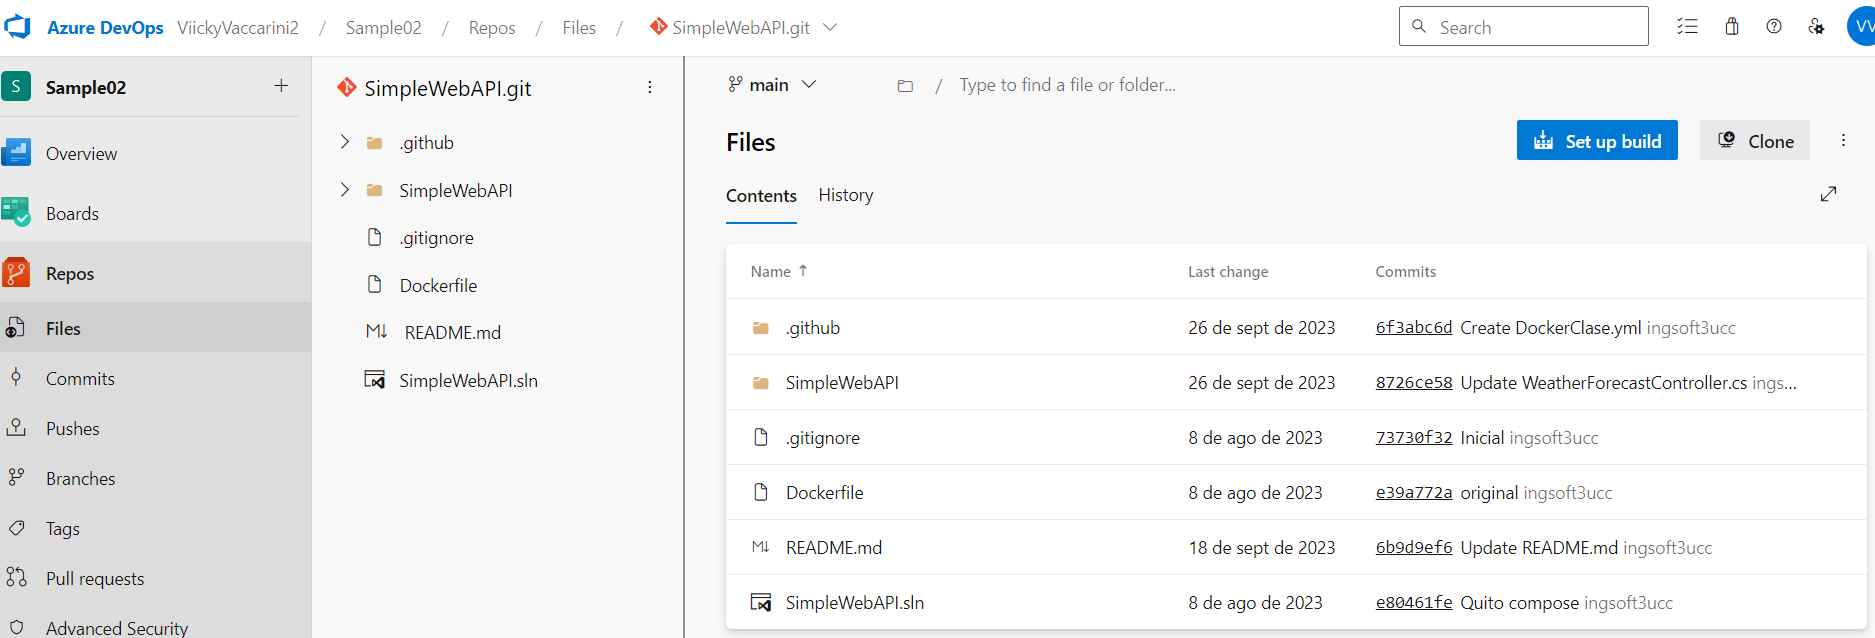 Azure DevOps ViickyVaccarini2 / Sample02 / Repos / Files / SimpleWebAPI.git
Search
VV
S Sample02 +
Overview
Boards
Repos
Files
Commits
Pushes
Branches
Tags
Pull requests
Advanced Security
SimpleWebAPI.git
.github
SimpleWebAPI
.gitignore
Dockerfile
M↓ README.md
SimpleWebAPI.sln
main / Type to find a file or folder...
Files
Set up build
Clone
Contents History
Name ↑ Last change Commits
.github 26 de sept de 2023 6f3abc6d Create DockerClase.yml ingsoft3ucc
SimpleWebAPI 26 de sept de 2023 8726ce58 Update WeatherForecastController.cs ings...
.gitignore 8 de ago de 2023 73730f32 Inicial ingsoft3ucc
Dockerfile 8 de ago de 2023 e39a772a original ingsoft3ucc
M↓ README.md 18 de sept de 2023 6b9d9ef6 Update README.md ingsoft3ucc
SimpleWebAPI.sln 8 de ago de 2023 e80461fe Quito compose ingsoft3ucc